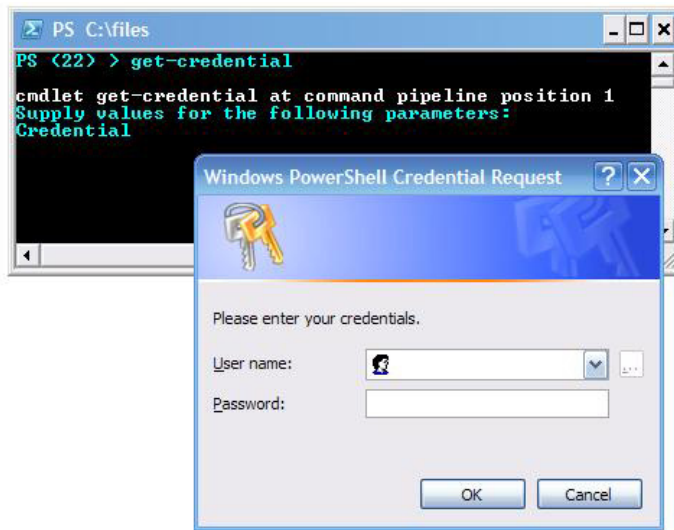 PS C:\files
PS (22) > get-credential
cmdlet get-credential at command pipeline position 1
Supply values for the following parameters:
Credential
Windows PowerShell Credential Request
Please enter your credentials.
User name:
...
Password:
OK Cancel